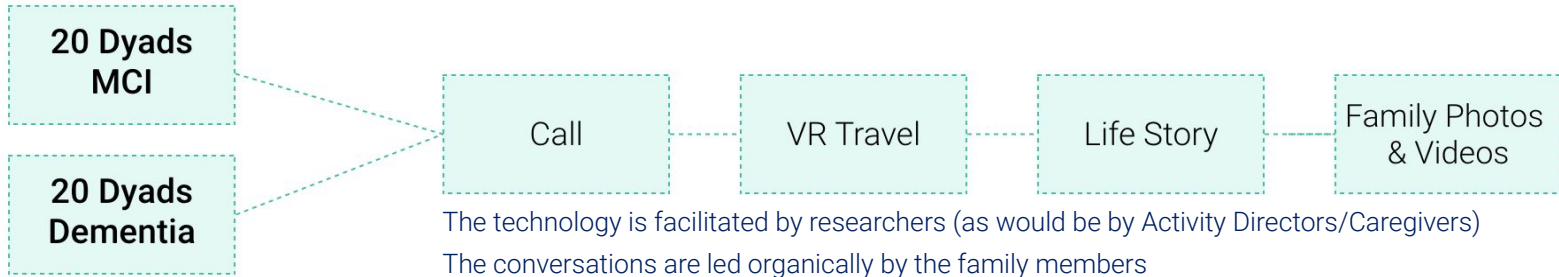 20 Dyads
MCI
20 Dyads
Dementia
Call
VR Travel
Life Story
Family Photos
& Videos
The technology is facilitated by researchers (as would be by Activity Directors/Caregivers)
The conversations are led organically by the family members